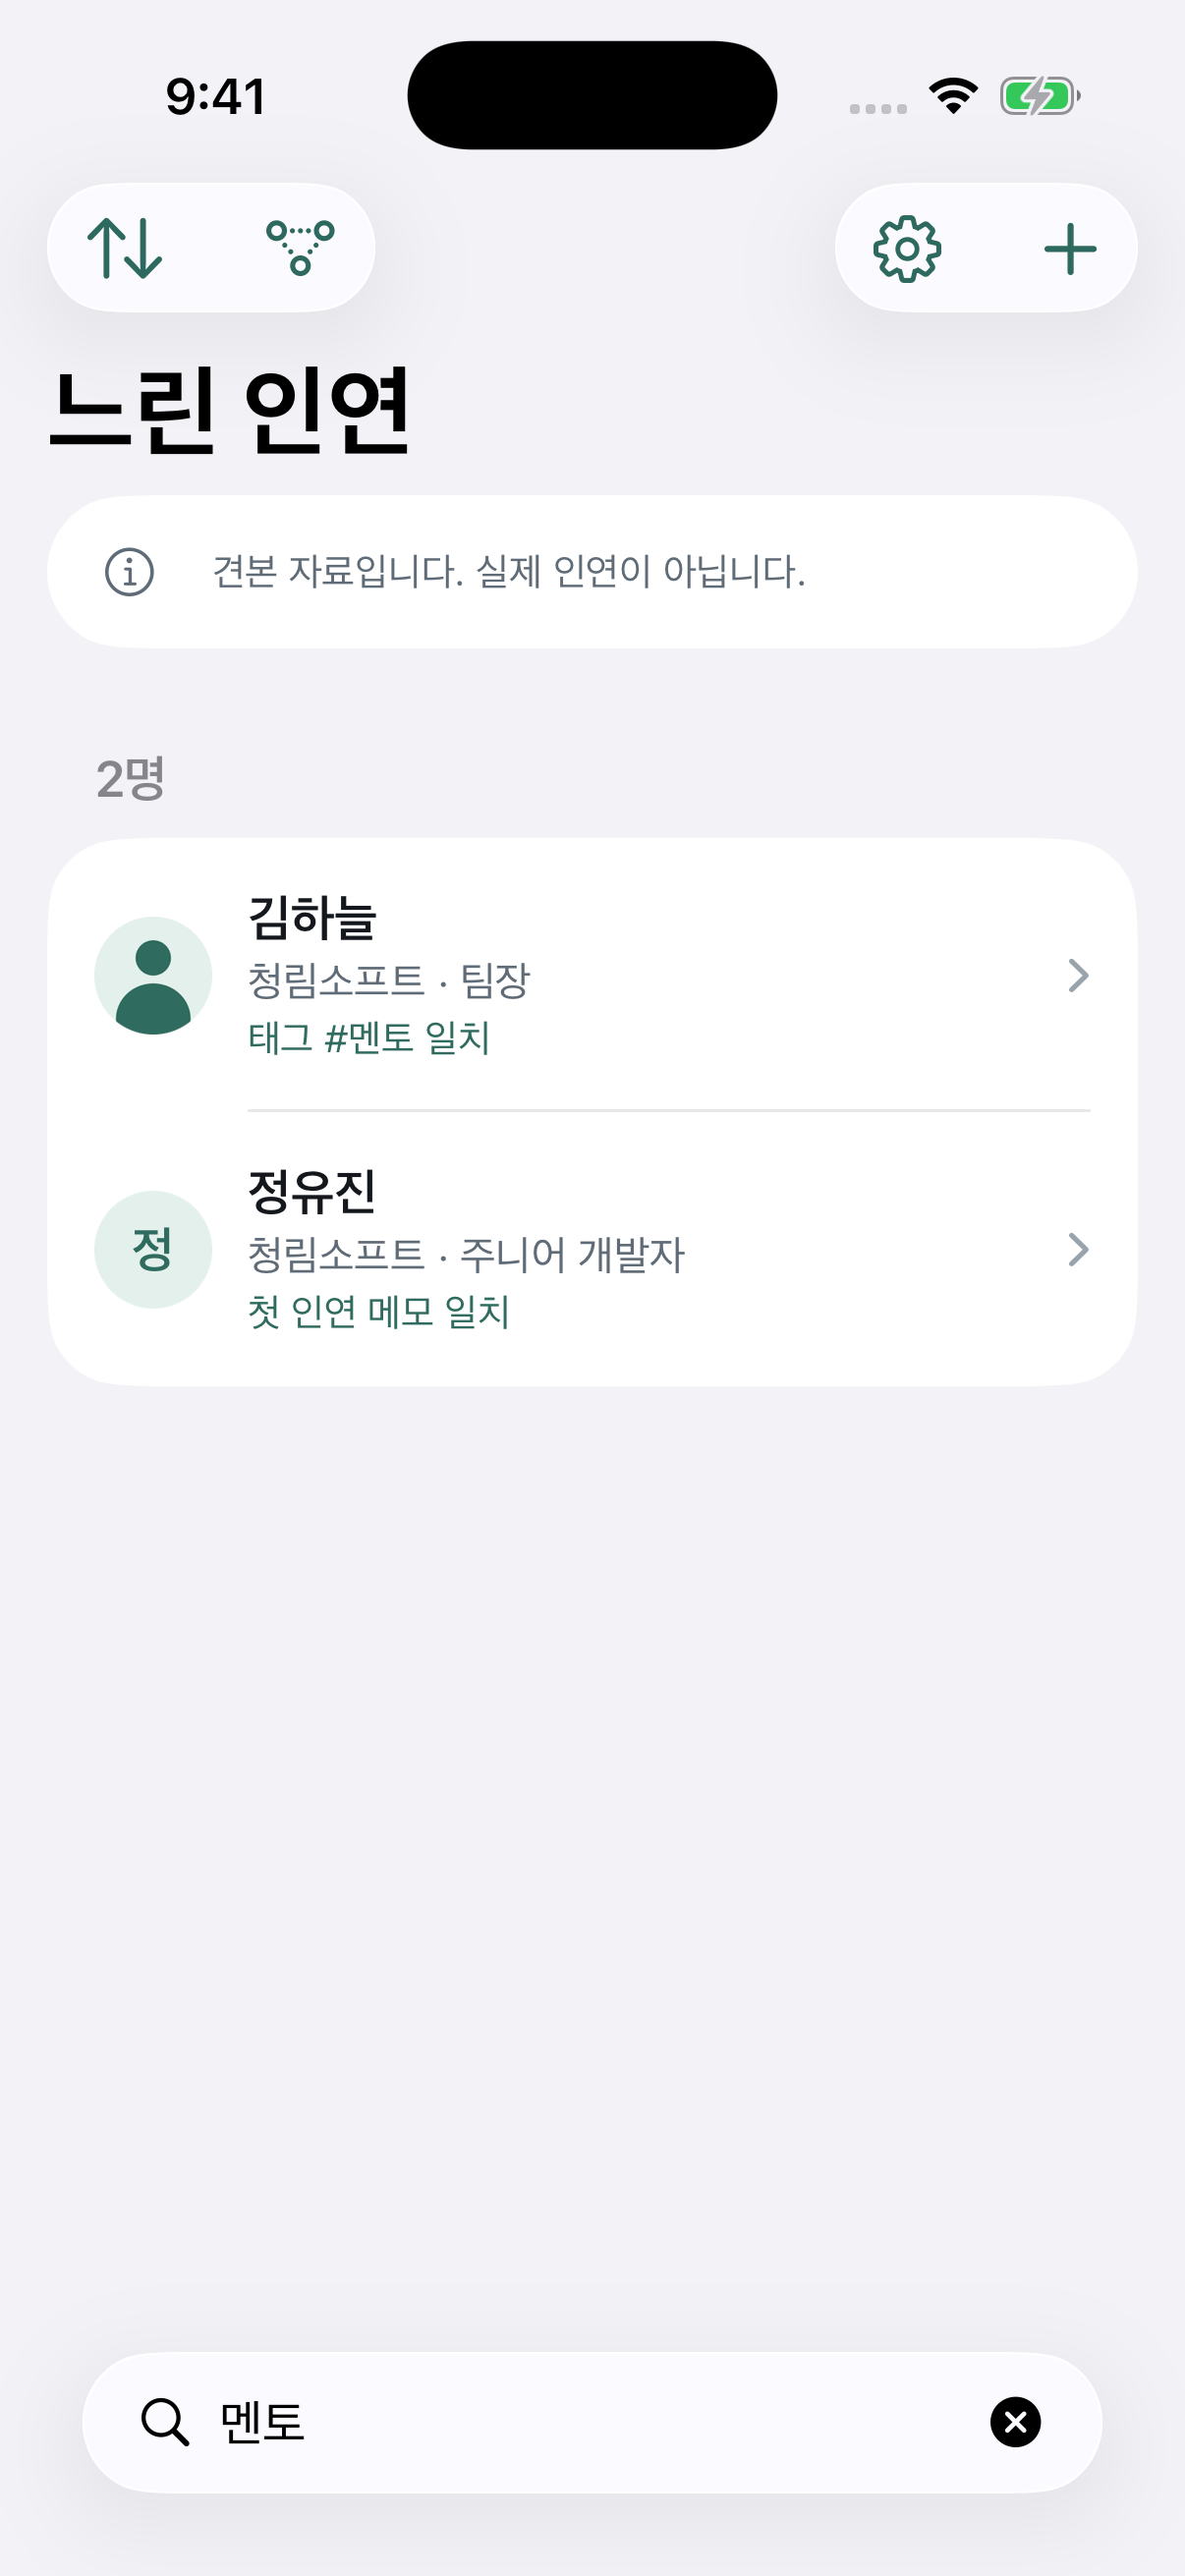 9:41
느린 인연
견본 자료입니다. 실제 인연이 아닙니다.
2명
김하늘
청림소프트 · 팀장
태그 #멘토 일치
정
정유진
청림소프트 · 주니어 개발자
첫 인연 메모 일치
멘토